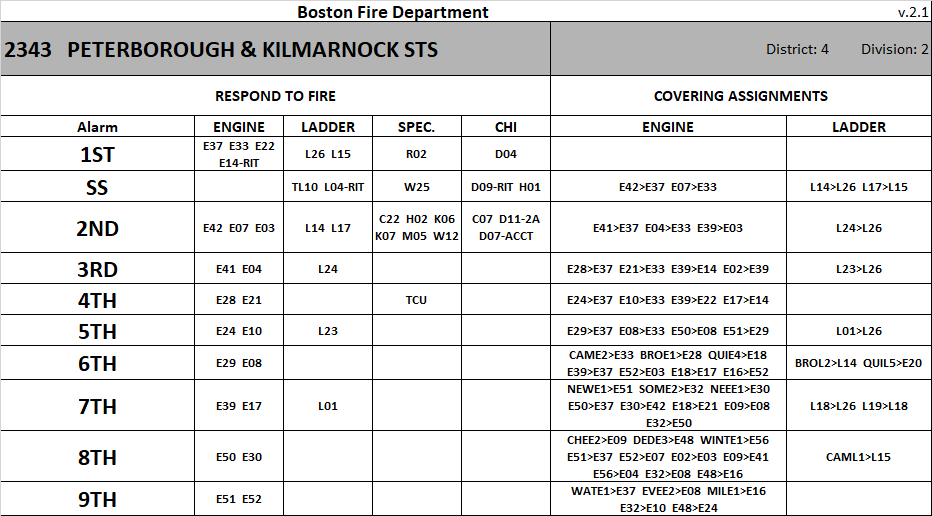 Boston Fire Department v.2.1
2343 PETERBOROUGH & KILMARNOCK STS District: 4 Division: 2
RESPOND TO FIRE COVERING ASSIGNMENTS
Alarm ENGINE LADDER SPEC. CHI ENGINE LADDER
1ST
E37 E33 E22
E14-RIT
L26 L15
R02
D04
SS
TL10 L04-RIT
W25
D09-RIT H01
E42>E37 E07>E33
L14>L26 L17>L15
2ND
E42 E07 E03
L14 L17
C22 H02 K06
K07 M05 W12
C07 D11-2A
D07-ACCT
E41>E37 E04>E33 E39>E03
L24>L26
3RD
E41 E04
L24
E28>E37 E21>E33 E39>E14 E02>E39
L23>L26
4TH
E28 E21
TCU
E24>E37 E10>E33 E39>E22 E17>E14
5TH
E24 E10
L23
E29>E37 E08>E33 E50>E08 E51>E29
L01>L26
6TH
E29 E08
CAME2>E33 BROE1>E28 QUIE4>E18
E39>E37 E52>E03 E18>E17 E16>E52
BROL2>L14 QUIL5>E20
7TH
E39 E17
L01
NEWE1>E51 SOME2>E32 NEEE1>E30
E50>E37 E30>E42 E18>E21 E09>E08
E32>E50
L18>L26 L19>L18
8TH
E50 E30
CHEE2>E09 DEDE3>E48 WINTE1>E56
E51>E37 E52>E07 E02>E03 E09>E41
E56>E04 E32>E08 E48>E16
CAML1>L15
9TH
E51 E52
WATE1>E37 EVEE2>E08 MILE1>E16
E32>E10 E48>E24